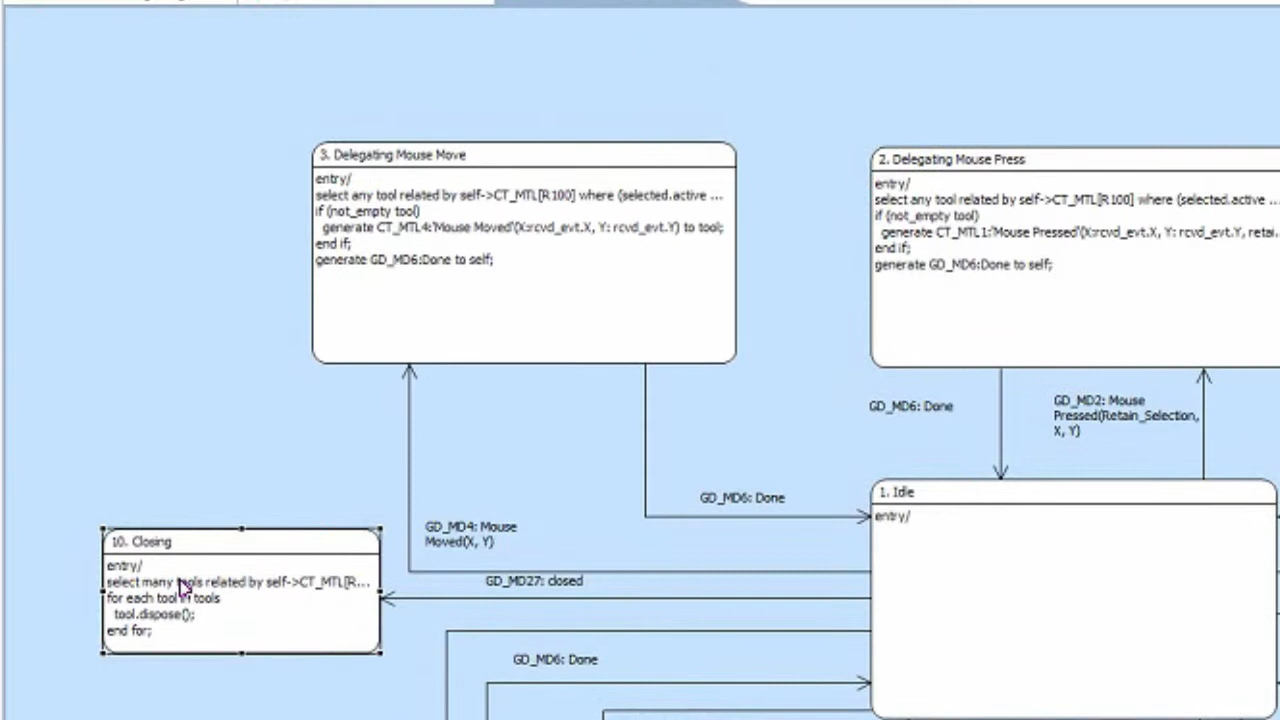 3. Delegating Mouse Move
entry/
select any tool related by self->CT_MTL[R100] where (selected.active ...
if (not_empty tool)
generate CT_MTL4:'Mouse Moved'(X:rcvd_evt.X, Y: rcvd_evt.Y) to tool;
end if;
generate GD_MD6:Done to self;
2. Delegating Mouse Press
entry/
select any tool related by self->CT_MTL[R100] where (selected.active ...
if (not_empty tool)
generate CT_MTL1:'Mouse Pressed'(X:rcvd_evt.X, Y: rcvd_evt.Y, retai...
end if;
generate GD_MD6:Done to self;
GD_MD6: Done
GD_MD2: Mouse
Pressed(Retain_Selection,
X, Y)
GD_MD6: Done
1. Idle
entry/
GD_MD4: Mouse
Moved(X, Y)
10. Closing
entry/
select many tools related by self->CT_MTL[R...
for each tool in tools
tool.dispose();
end for;
GD_MD27: closed
GD_MD6: Done